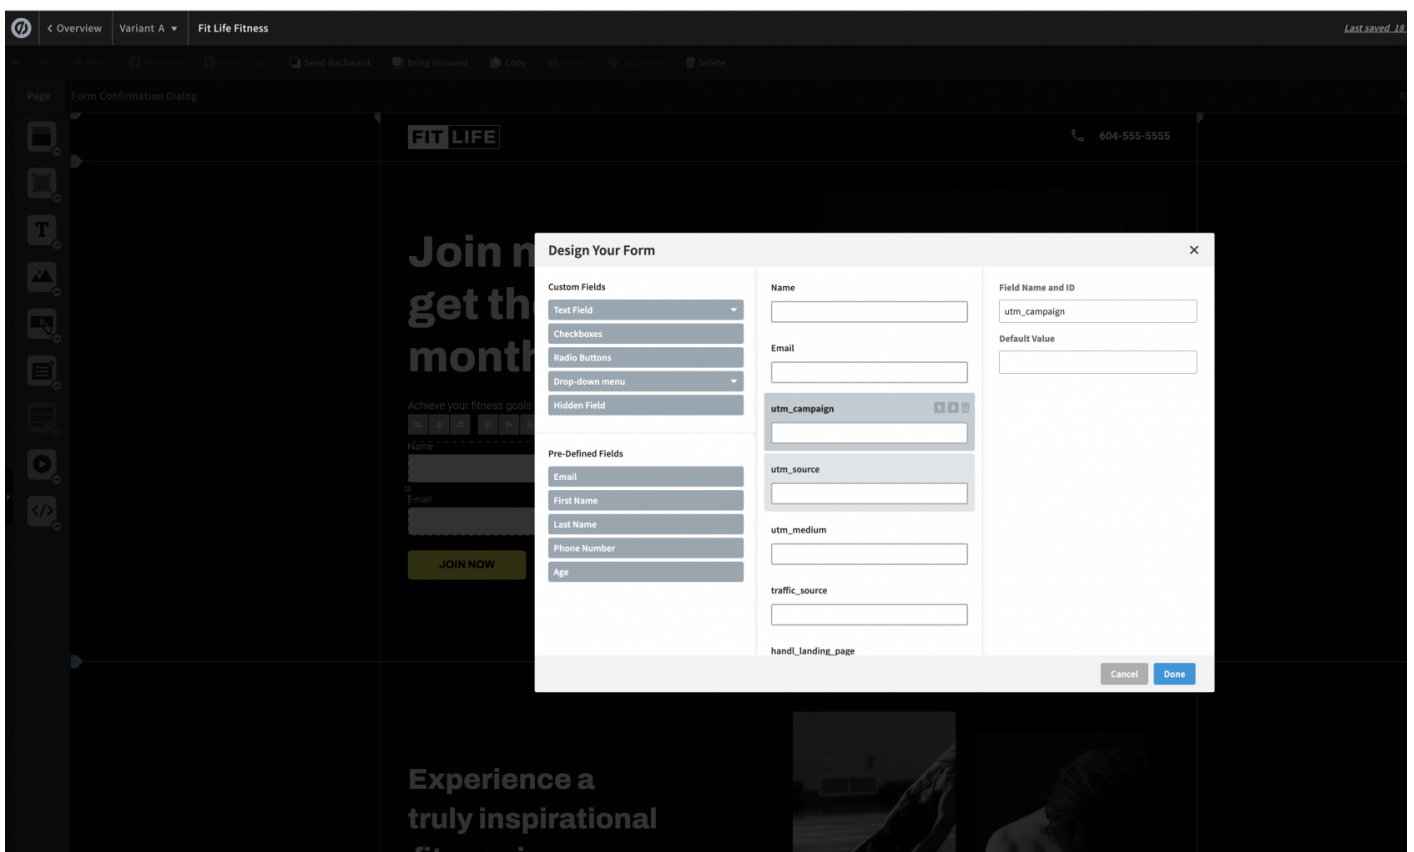 Overview
Variant A
Fit Life Fitness
Last saved 18
Send Backward
Bring Forward
Copy
Delete
Page
Form Confirmation Dialog
FIT LIFE
604-555-5555
Join
get
month
Achieve your fitness goals
Name
Email
JOIN NOW
Design Your Form
Custom Fields
Text Field
Checkboxes
Radio Buttons
Drop-down menu
Hidden Field
Pre-Defined Fields
Email
First Name
Last Name
Phone Number
Age
Name
Email
utm_campaign
utm_source
utm_medium
traffic_source
handl_landing_page
Field Name and ID
utm_campaign
Default Value
Cancel
Done
Experience a
truly inspirational